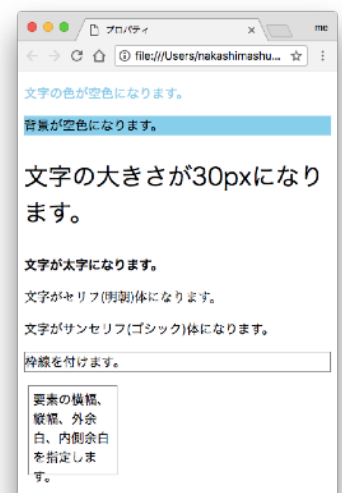 プロパティ
me
file:///Users/nakashimashu...
文字の色が空色になります。
背景が空色になります。
文字の大きさが30pxになり
ます。
文字が太字になります。
文字がセリフ(明朝)体になります。
文字がサンセリフ(ゴシック)体になります。
枠線を付けます。
要素の横幅、
縦幅、外余
白、内側余白
を指定しま
す。